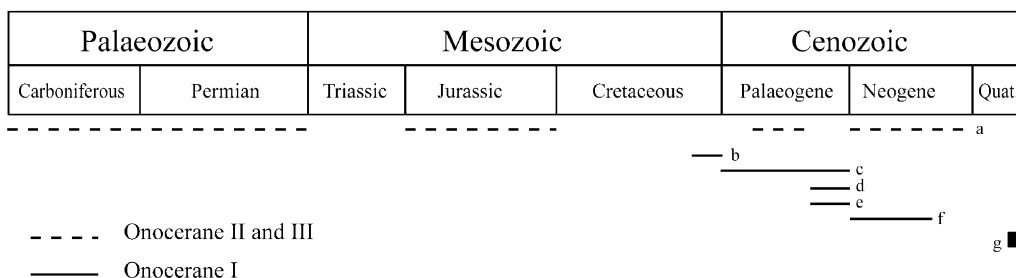 Palaeozoic Mesozoic Cenozoic
Carboniferous Permian Triassic Jurassic Cretaceous Palaeogene Neogene Quat
a
b
c
d
e
f
g
Onocerane II and III
Onocerane I